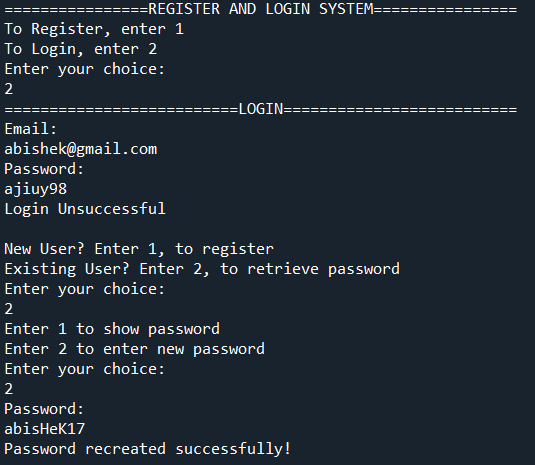 ================REGISTER AND LOGIN SYSTEM================
To Register, enter 1
To Login, enter 2
Enter your choice:
2
==========================LOGIN==========================
Email:
abishek@gmail.com
Password:
ajiuy98
Login Unsuccessful

New User? Enter 1, to register
Existing User? Enter 2, to retrieve password
Enter your choice:
2
Enter 1 to show password
Enter 2 to enter new password
Enter your choice:
2
Password:
abisHeK17
Password recreated successfully!